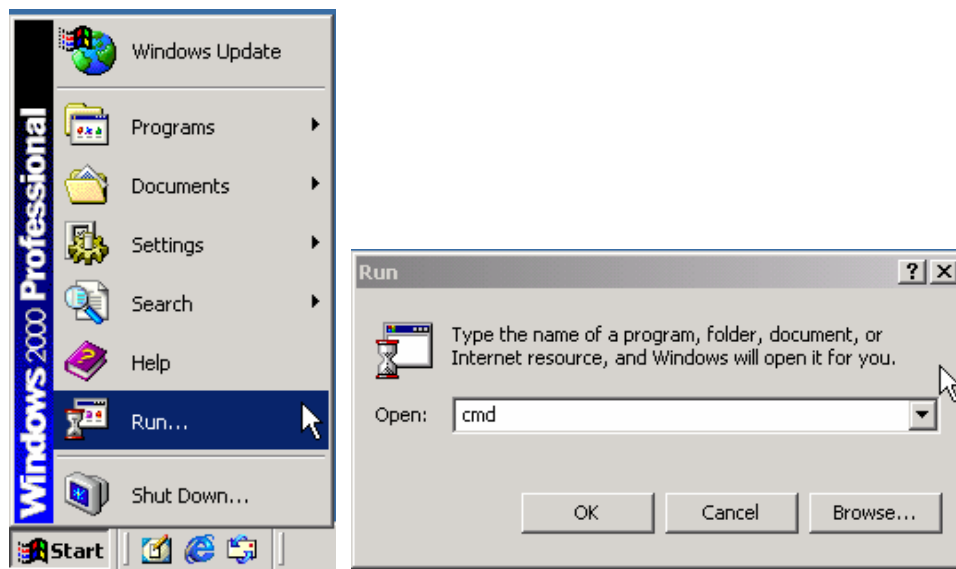 Windows 2000 Professional
Windows Update
Programs
Documents
Settings
Search
Help
Run...
Shut Down...
Start
Run
Type the name of a program, folder, document, or
Internet resource, and Windows will open it for you.
Open: cmd
OK Cancel Browse...